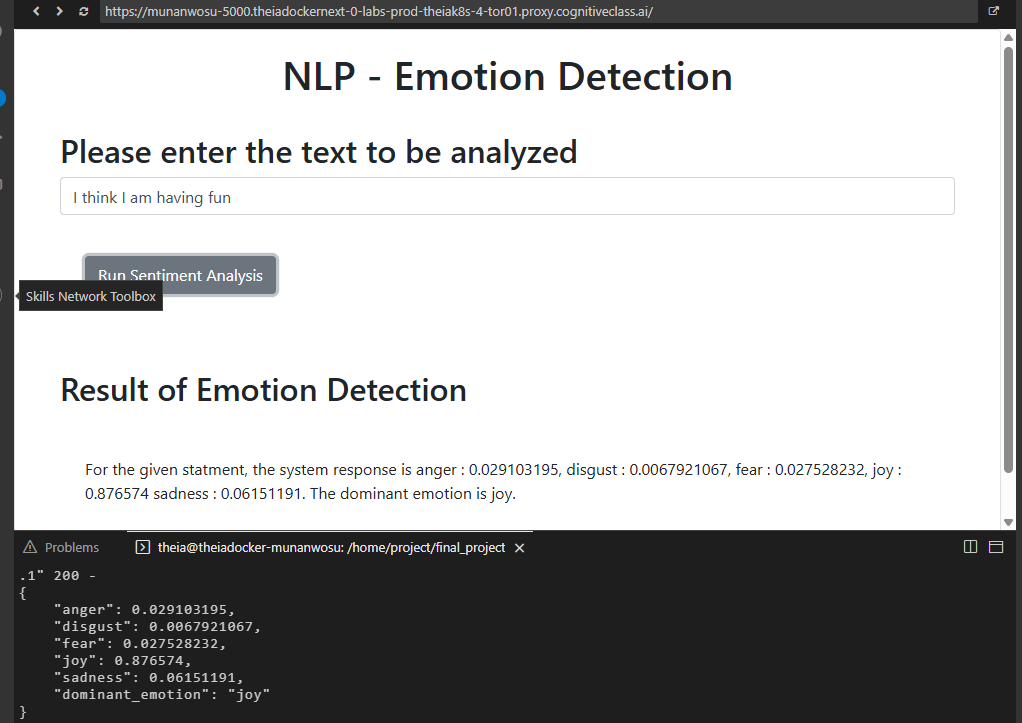 https://munanwosu-5000.theiadockernext-0-labs-prod-theiak8s-4-tor01.proxy.cognitiveclass.ai/
NLP - Emotion Detection
Please enter the text to be analyzed
I think I am having fun
Run Sentiment Analysis
Skills Network Toolbox
Result of Emotion Detection
For the given statment, the system response is anger : 0.029103195, disgust : 0.0067921067, fear : 0.027528232, joy :
0.876574 sadness : 0.06151191. The dominant emotion is joy.
Problems
theia@theiadocker-munanwosu: /home/project/final_project
.1" 200 -
{
    "anger": 0.029103195,
    "disgust": 0.0067921067,
    "fear": 0.027528232,
    "joy": 0.876574,
    "sadness": 0.06151191,
    "dominant_emotion": "joy"
}